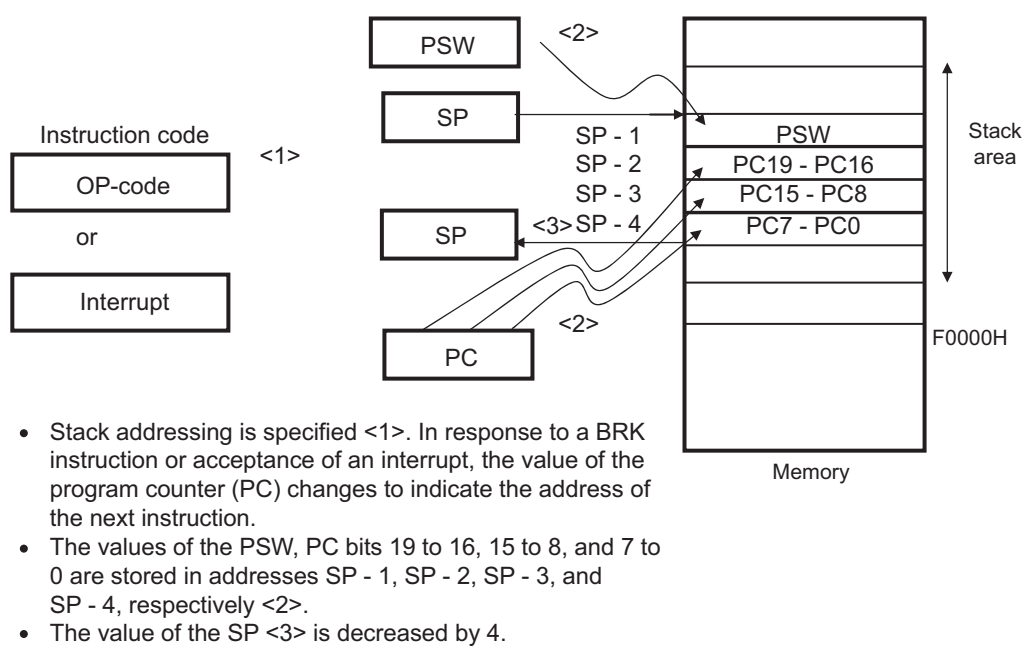 PSW
<2>
SP
Instruction code
<1>
OP-code
or
Interrupt
SP - 1
SP - 2
SP - 3
SP - 4
<3>
SP
<2>
PC
PSW
PC19 - PC16
PC15 - PC8
PC7 - PC0
Stack
area
F0000H
Memory
• Stack addressing is specified <1>. In response to a BRK
instruction or acceptance of an interrupt, the value of the
program counter (PC) changes to indicate the address of
the next instruction.
• The values of the PSW, PC bits 19 to 16, 15 to 8, and 7 to
0 are stored in addresses SP - 1, SP - 2, SP - 3, and
SP - 4, respectively <2>.
• The value of the SP <3> is decreased by 4.